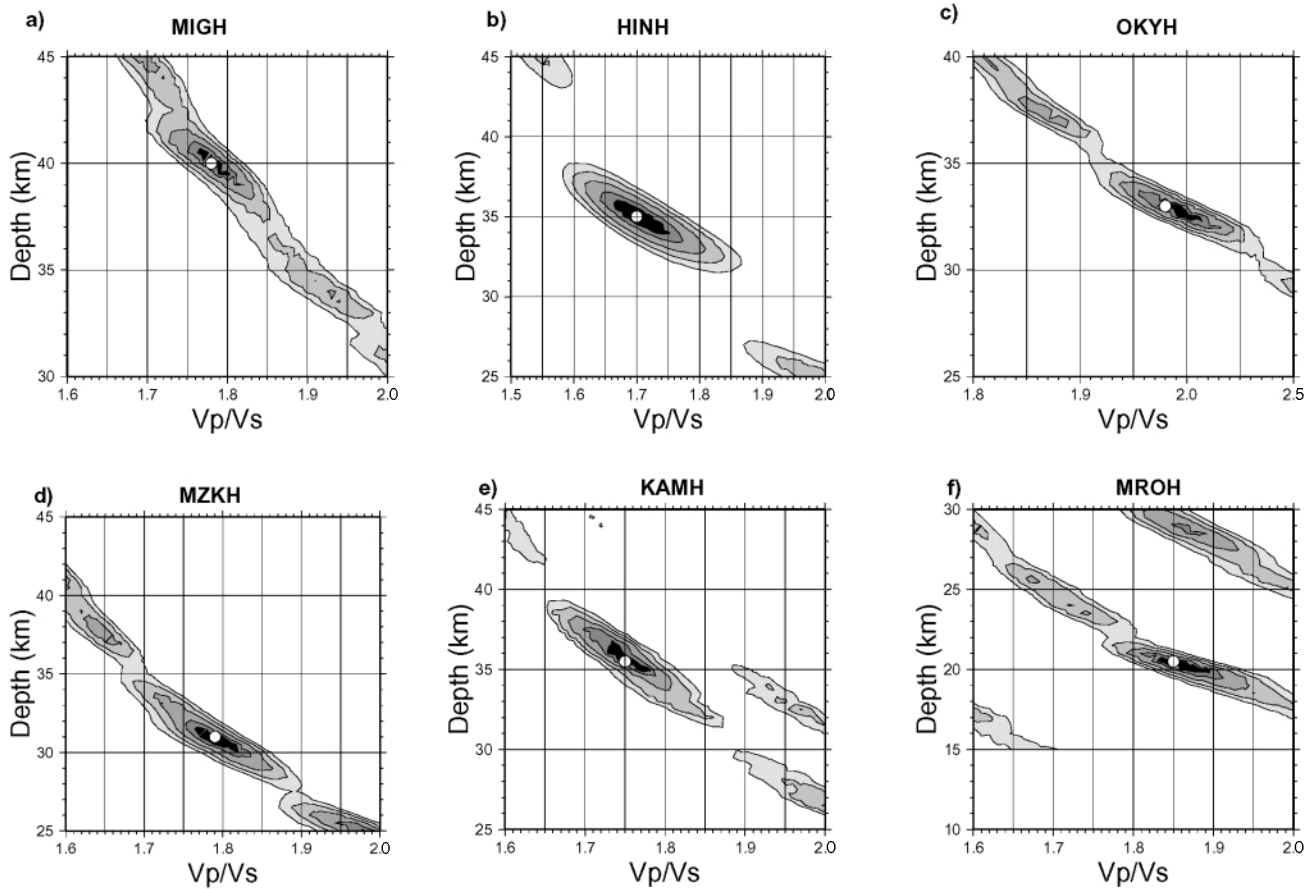 a) MIGH
b) HINH
c) OKYH
45
40
35
30
Depth (km)
1.6 1.7 1.8 1.9 2.0
Vp/Vs
45
40
35
30
25
Depth (km)
1.5 1.6 1.7 1.8 1.9 2.0
Vp/Vs
40
35
30
25
Depth (km)
1.8 1.9 2.0 2.5
Vp/Vs
d) MZKH
e) KAMH
f) MROH
45
40
35
30
25
Depth (km)
1.6 1.7 1.8 1.9 2.0
Vp/Vs
45
40
35
30
25
Depth (km)
1.6 1.7 1.8 1.9 2.0
Vp/Vs
30
25
20
15
10
Depth (km)
1.6 1.7 1.8 1.9 2.0
Vp/Vs